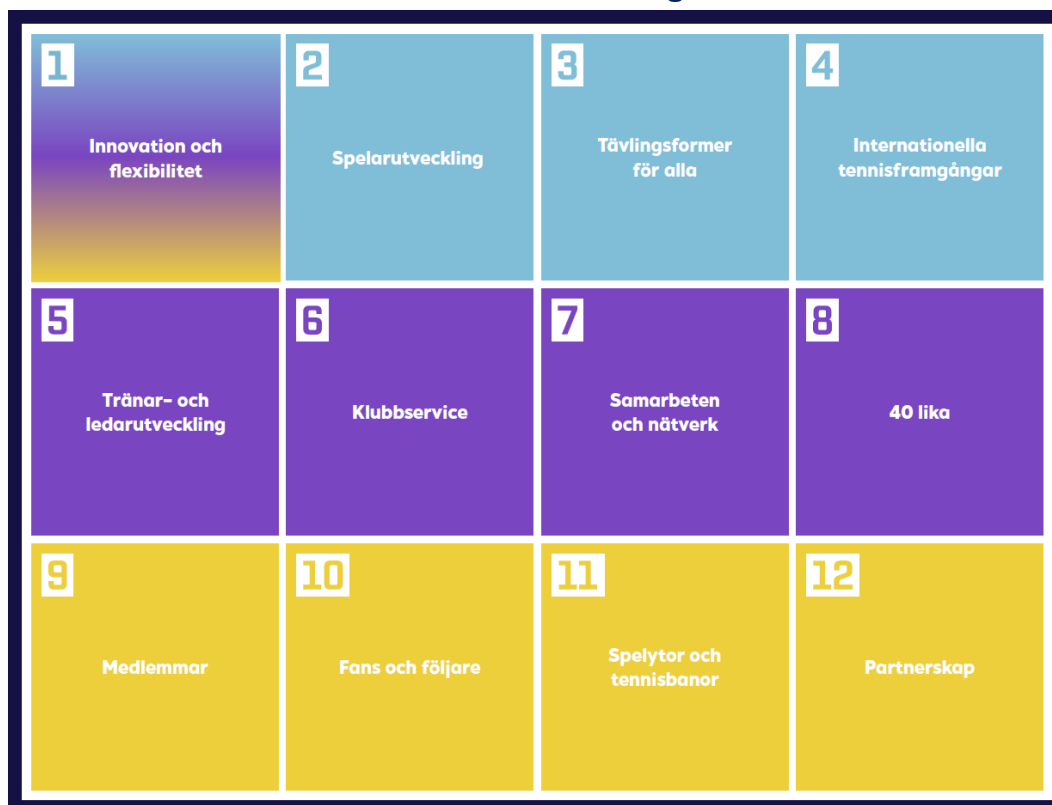 1
Innovation och
flexibilitet
2
Spelarutveckling
3
Tävlingsformer
för alla
4
Internationella
tennisframgångar
5
Tränar- och
ledarutveckling
6
Klubbservice
7
Samarbeten
och nätverk
8
40 lika
9
Medlemmar
10
Fans och följare
11
Spelytor och
tennisbanor
12
Partnerskap